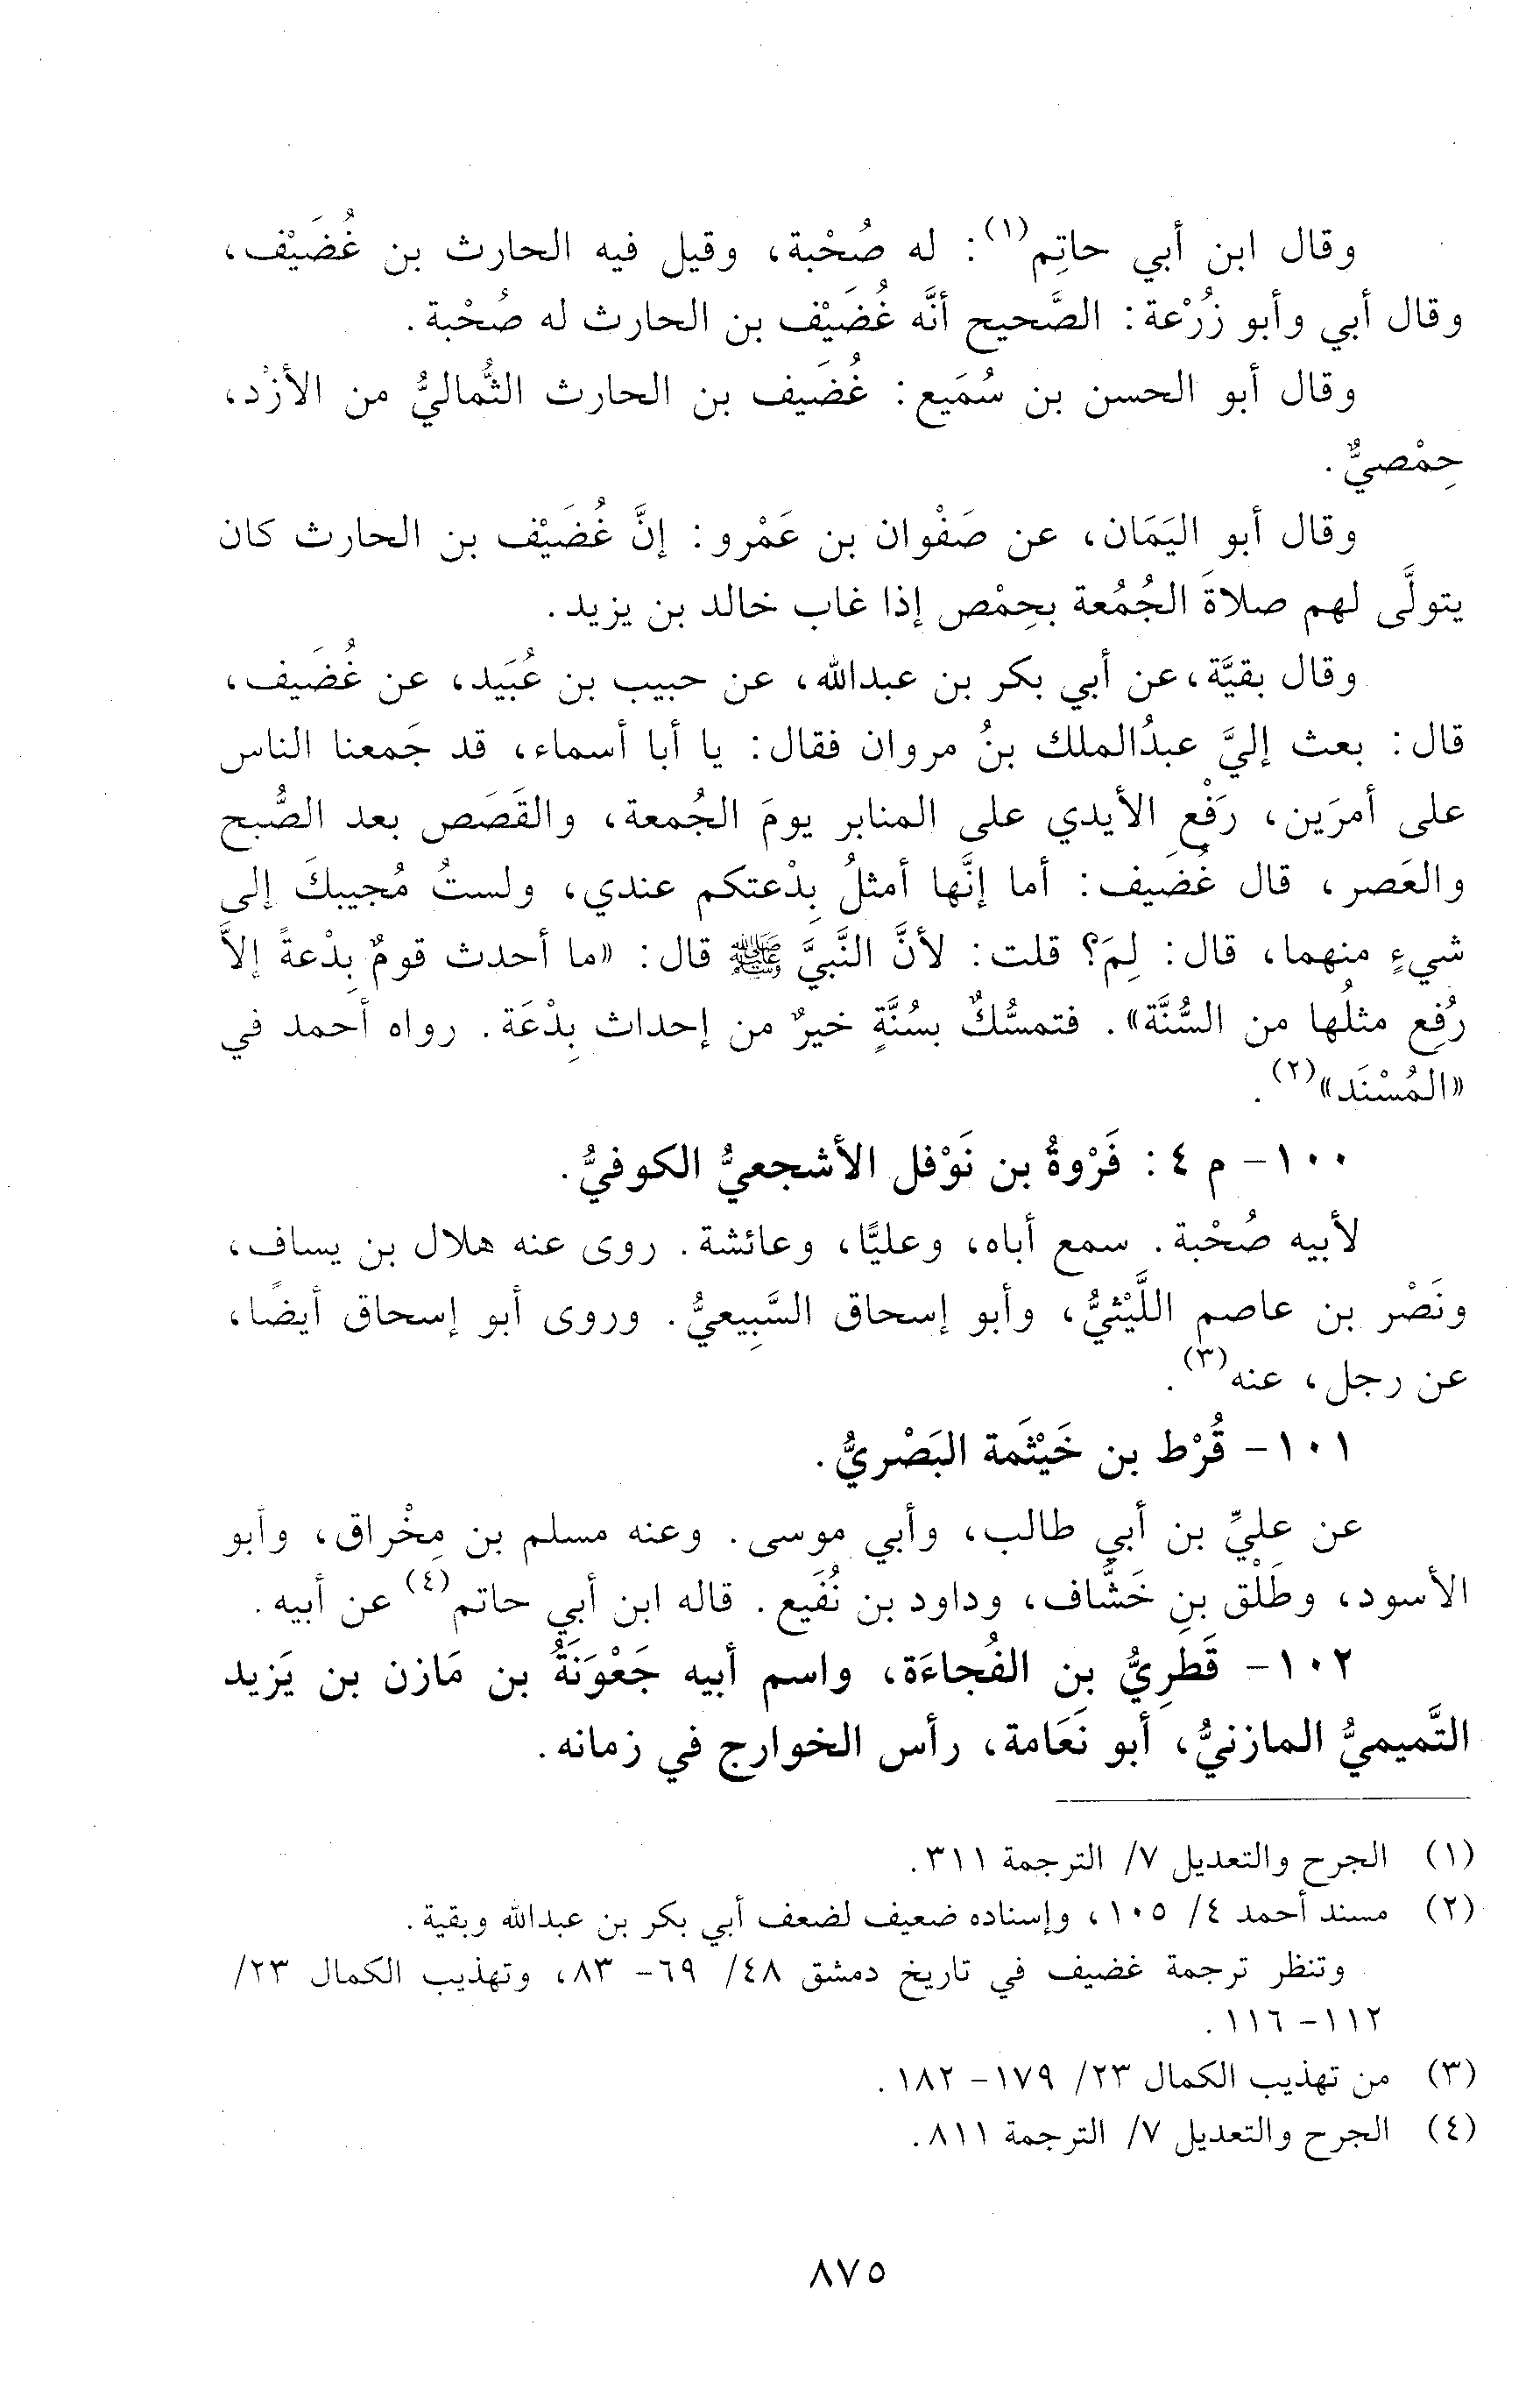 وقال ابن أبي حاتِم(١): له صُحْبة، وقيل فيه الحارث بن غُضَيْف،
وقال أبي وأبو زُرْعة: الصَّحيح أنَّه غُضَيْف بن الحارث له صُحْبة.
وقال أبو الحسن بن سُمَيع: غُضَيف بن الحارث الثُّماليُّ من الأزْد،
حِمْصيٌّ.
وقال أبو اليَمَان، عن صَفْوان بن عَمْرو: إنَّ غُضَيْف بن الحارث كان
يتولَّى لهم صلاةَ الجُمُعة بحِمْص إذا غاب خالد بن يزيد.
وقال بقيَّة، عن أبي بكر بن عبدالله، عن حبيب بن عُبَيد، عن غُضَيف،
قال: بعث إليَّ عبدُالملك بنُ مروان فقال: يا أبا أسماء، قد جَمعنا الناس
على أمرَين، رَفْعِ الأيدي على المنابر يومَ الجُمعة، والقَصَص بعد الصُّبح
والعَصر، قال غُضَيف: أما إنَّها أمثلُ بِدْعتكم عندي، ولستُ مُجيبكَ إلى
شيءٍ منهما، قال: لِمَ؟ قلت: لأنَّ النَّبيَّ ﷺ قال: «ما أحدث قومٌ بِدْعةً إلاَّ
رُفِع مثلُها من السُّنَّة». فتمسُّكٌ بسُنَّةٍ خيرٌ من إحداث بِدْعَة. رواه أحمد في
«المُسْنَد»(٢).
١٠٠- م ٤: فَرْوةُ بن نَوْفل الأشجعيُّ الكوفيُّ.
لأبيه صُحْبة. سمع أباه، وعليًّا، وعائشة. روى عنه هلال بن يساف،
ونَصْر بن عاصم اللَّيْثيُّ، وأبو إسحاق السَّبِيعيُّ. وروى أبو إسحاق أيضًا،
عن رجل، عنه(٣).
١٠١- قُرْط بن خَيْثَمة البَصْريُّ.
عن عليِّ بن أبي طالب، وأبي موسى. وعنه مسلم بن مِخْراق، وأبو
الأسود، وطَلْق بنِ خَشَّاف، وداود بن نُفَيع. قاله ابن أبي حاتم(٤) عن أبيه.
١٠٢- قَطَرِيُّ بن الفُجاءَة، واسم أبيه جَعْوَنَةُ بن مَازن بن يَزيد
التَّميميُّ المازنيُّ، أبو نَعَامة، رأس الخوارج في زمانه.
(١) الجرح والتعديل ٧/ الترجمة ٣١١.
(٢) مسند أحمد ٤/ ١٠٥، وإسناده ضعيف لضعف أبي بكر بن عبدالله وبقية.
وتنظر ترجمة غضيف في تاريخ دمشق ٤٨/ ٦٩- ٨٣، وتهذيب الكمال ٢٣/
١١٢- ١١٦.
(٣) من تهذيب الكمال ٢٣/ ١٧٩- ١٨٢.
(٤) الجرح والتعديل ٧/ الترجمة ٨١١.
٨٧٥